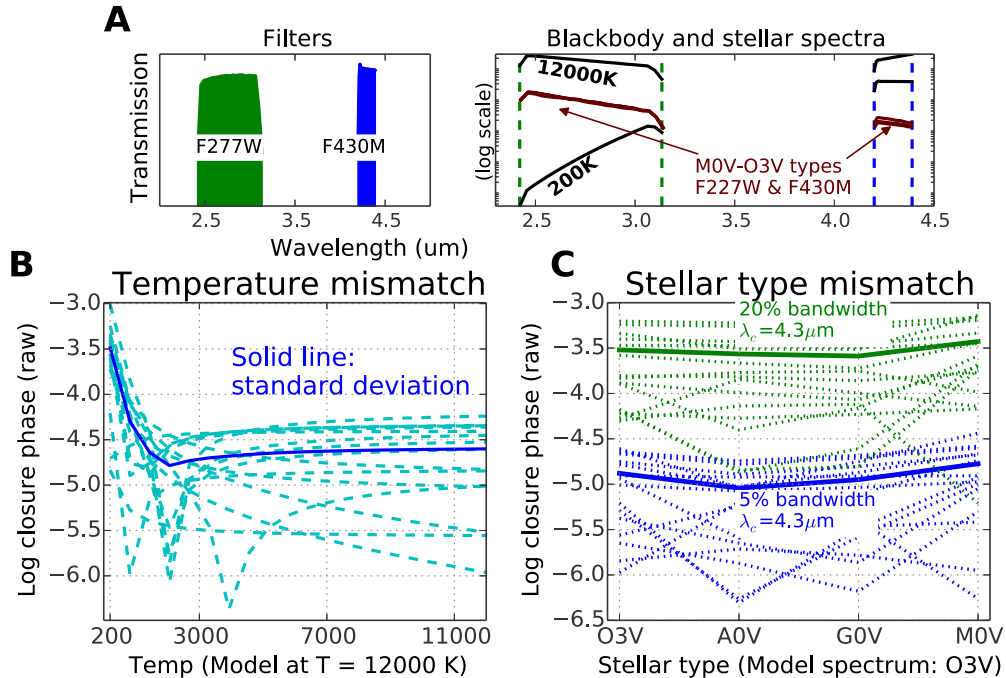 A
Filters
Transmission
F277W
F430M
2.5
3.5
4.5
Wavelength (um)
Blackbody and stellar spectra
(log scale)
12000K
200K
M0V-O3V types
F227W & F430M
2.5
3.0
3.5
4.0
4.5
B
Temperature mismatch
Log closure phase (raw)
−3.0
−3.5
−4.0
−4.5
−5.0
−5.5
−6.0
Solid line:
standard deviation
200
3000
7000
11000
Temp (Model at T = 12000 K)
C
Stellar type mismatch
Log closure phase (raw)
−3.0
−3.5
−4.0
−4.5
−5.0
−5.5
−6.0
−6.5
20% bandwidth
λc=4.3μm
5% bandwidth
λc=4.3μm
O3V
A0V
G0V
M0V
Stellar type (Model spectrum: O3V)